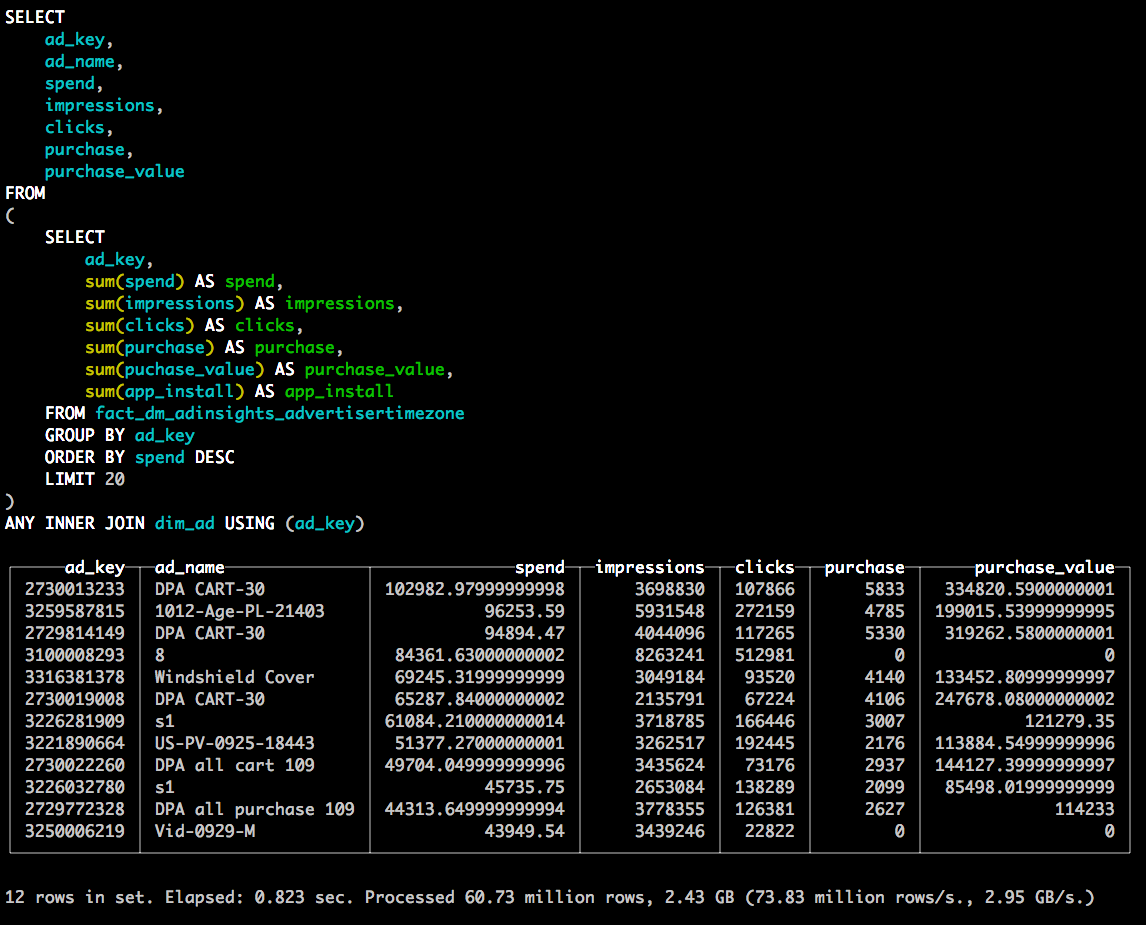 SELECT
    ad_key,
    ad_name,
    spend,
    impressions,
    clicks,
    purchase,
    purchase_value
FROM
(
    SELECT
        ad_key,
        sum(spend) AS spend,
        sum(impressions) AS impressions,
        sum(clicks) AS clicks,
        sum(purchase) AS purchase,
        sum(puchase_value) AS purchase_value,
        sum(app_install) AS app_install
    FROM fact_dm_adinsights_advertisertimezone
    GROUP BY ad_key
    ORDER BY spend DESC
    LIMIT 20
)
ANY INNER JOIN dim_ad USING (ad_key)
ad_key ad_name spend impressions clicks purchase purchase_value
2730013233 DPA CART-30 102982.97999999998 3698830 107866 5833 334820.5900000001
3259587815 1012-Age-PL-21403 96253.59 5931548 272159 4785 199015.53999999995
2729814149 DPA CART-30 94894.47 4044096 117265 5330 319262.5800000001
3100008293 8 84361.63000000002 8263241 512981 0 0
3316381378 Windshield Cover 69245.31999999999 3049184 93520 4140 133452.80999999997
2730019008 DPA CART-30 65287.84000000002 2135791 67224 4106 247678.08000000002
3226281909 s1 61084.210000000014 3718785 166446 3007 121279.35
3221890664 US-PV-0925-18443 51377.27000000001 3262517 192445 2176 113884.54999999996
2730022260 DPA all cart 109 49704.049999999996 3435624 73176 2937 144127.39999999997
3226032780 s1 45735.75 2653084 138289 2099 85498.01999999999
2729772328 DPA all purchase 109 44313.649999999994 3778355 126381 2627 114233
3250006219 Vid-0929-M 43949.54 3439246 22822 0 0
12 rows in set. Elapsed: 0.823 sec. Processed 60.73 million rows, 2.43 GB (73.83 million rows/s., 2.95 GB/s.)